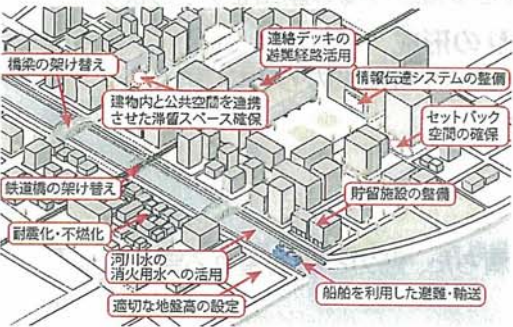 連絡デッキの
避難経路活用
橋梁の架け替え
情報伝達システムの整備
建物内と公共空間を連携
させた滞留スペース確保
セットバック
空間の確保
鉄道橋の架け替え
貯留施設の整備
耐震化・不燃化
河川水の
消火用水への活用
適切な地盤高の設定
船舶を利用した避難・輸送